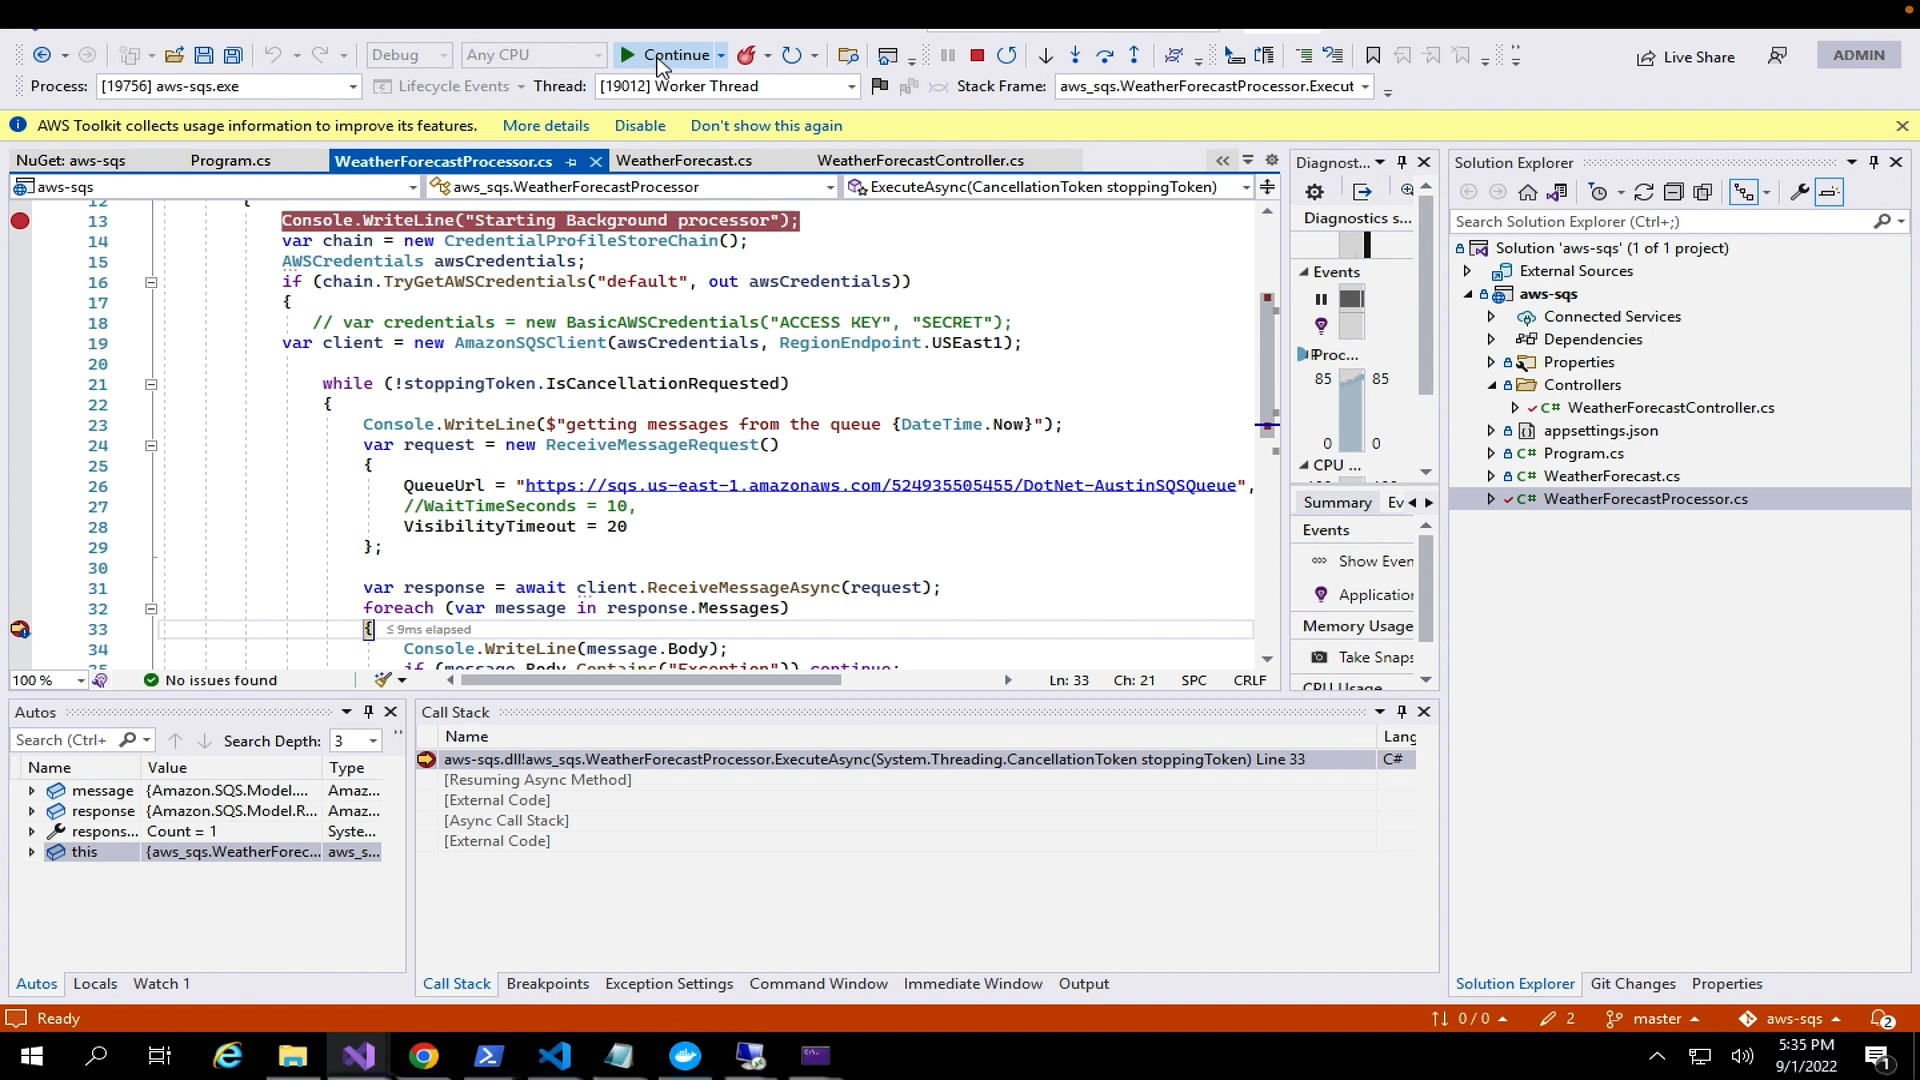 Debug
Any CPU
Continue
Live Share
ADMIN
Process: [19756] aws-sqs.exe
Lifecycle Events
Thread: [19012] Worker Thread
Stack Frame: aws_sqs.WeatherForecastProcessor.Execut
AWS Toolkit collects usage information to improve its features. More details Disable Don't show this again
NuGet: aws-sqs Program.cs WeatherForecastProcessor.cs WeatherForecast.cs WeatherForecastController.cs
aws-sqs aws_sqs.WeatherForecastProcessor ExecuteAsync(CancellationToken stoppingToken)
12 {
13 Console.WriteLine("Starting Background processor");
14 var chain = new CredentialProfileStoreChain();
15 AWSCredentials awsCredentials;
16 if (chain.TryGetAWSCredentials("default", out awsCredentials))
17 {
18 // var credentials = new BasicAWSCredentials("ACCESS KEY", "SECRET");
19 var client = new AmazonSQSClient(awsCredentials, RegionEndpoint.USEast1);
20
21 while (!stoppingToken.IsCancellationRequested)
22 {
23 Console.WriteLine($"getting messages from the queue {DateTime.Now}");
24 var request = new ReceiveMessageRequest()
25 {
26 QueueUrl = "https://sqs.us-east-1.amazonaws.com/524935505455/DotNet-AustinSQSQueue",
27 //WaitTimeSeconds = 10,
28 VisibilityTimeout = 20
29 };
30
31 var response = await client.ReceiveMessageAsync(request);
32 foreach (var message in response.Messages)
33 { ≤ 9ms elapsed
34 Console.WriteLine(message.Body);
35 if (message.Body.Contains("Exception")) continue;
100 % No issues found Ln: 33 Ch: 21 SPC CRLF
Diagnost...
Diagnostics s...
Events
Proc...
85 85
0 0
CPU ...
Summary Ev
Events
Show Even
Application
Memory Usage
Take Snaps
CPU Usage
Solution Explorer
Search Solution Explorer (Ctrl+;)
Solution 'aws-sqs' (1 of 1 project)
External Sources
aws-sqs
Connected Services
Dependencies
Properties
Controllers
C# WeatherForecastController.cs
appsettings.json
C# Program.cs
C# WeatherForecast.cs
C# WeatherForecastProcessor.cs
Autos
Search (Ctrl+ Search Depth: 3
Name Value Type
message {Amazon.SQS.Model.... Amaz...
response {Amazon.SQS.Model.R... Amaz...
respons... Count = 1 Syste...
this {aws_sqs.WeatherForec... aws_s...
Autos Locals Watch 1
Call Stack
Name Lang
aws-sqs.dll!aws_sqs.WeatherForecastProcessor.ExecuteAsync(System.Threading.CancellationToken stoppingToken) Line 33 C#
[Resuming Async Method]
[External Code]
[Async Call Stack]
[External Code]
Call Stack Breakpoints Exception Settings Command Window Immediate Window Output
Solution Explorer Git Changes Properties
Ready 0 / 0 2 master aws-sqs 2
5:35 PM
9/1/2022
1